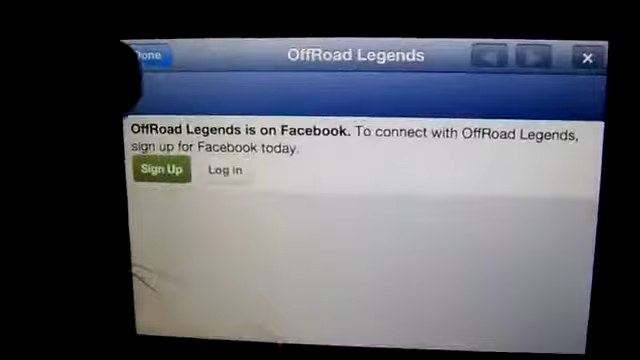 Done OffRoad Legends
OffRoad Legends is on Facebook. To connect with OffRoad Legends,
sign up for Facebook today.
Sign Up Log in